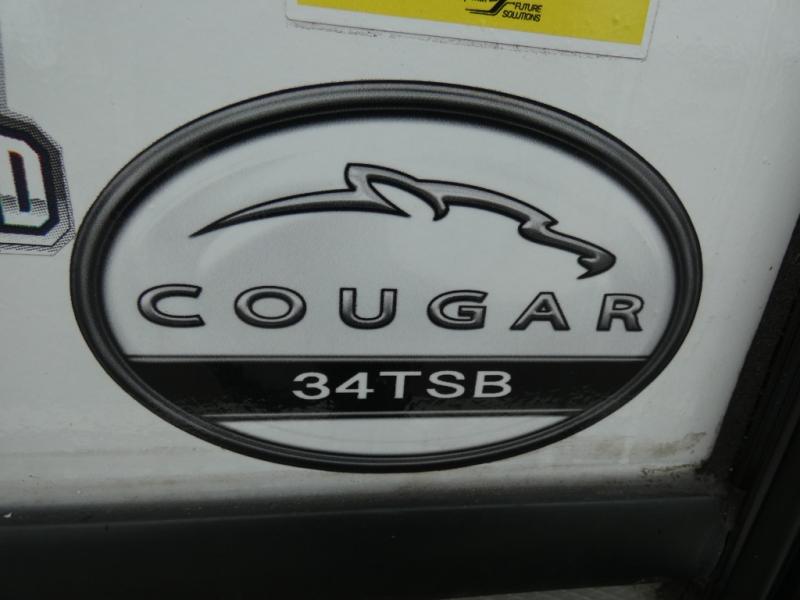 FUTURE
SOLUTIONS
D
COUGAR
34TSB